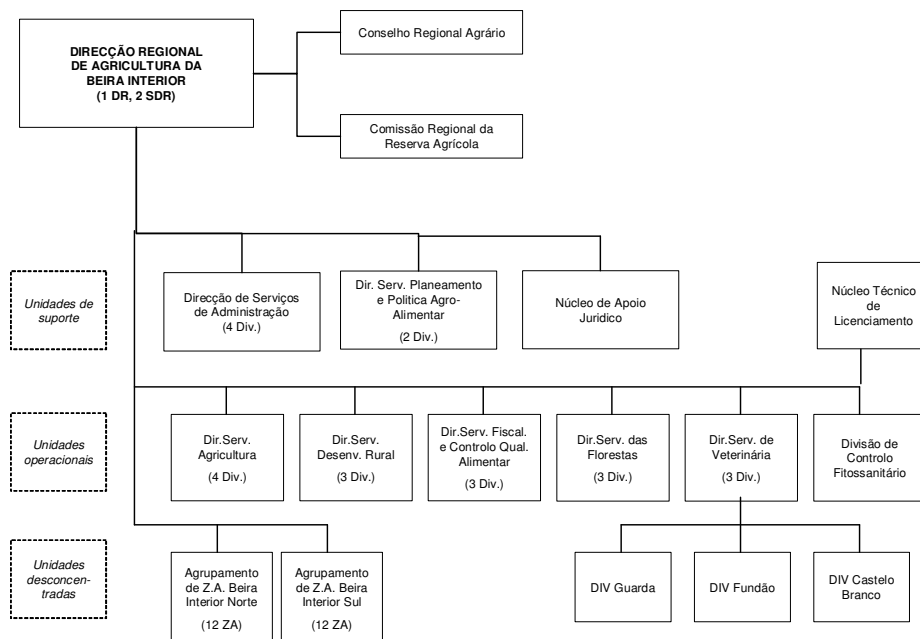 DIRECÇÃO REGIONAL
DE AGRICULTURA DA
BEIRA INTERIOR
(1 DR, 2 SDR)
Conselho Regional Agrário
Comissão Regional da
Reserva Agrícola
Unidades de
suporte
Direcção de Serviços
de Administração
(4 Div.)
Dir. Serv. Planeamento
e Politica Agro-
Alimentar
(2 Div.)
Núcleo de Apoio
Juridico
Núcleo Técnico
de
Licenciamento
Unidades
operacionais
Dir.Serv.
Agricultura
(4 Div.)
Dir.Serv.
Desenv. Rural
(3 Div.)
Dir.Serv. Fiscal.
e Controlo Qual.
Alimentar
(3 Div.)
Dir.Serv. das
Florestas
(3 Div.)
Dir.Serv. de
Veterinária
(3 Div.)
Divisão de
Controlo
Fitossanitário
Unidades
desconcen-
tradas
Agrupamento
de Z.A. Beira
Interior Norte
(12 ZA)
Agrupamento
de Z.A. Beira
Interior Sul
(12 ZA)
DIV Guarda
DIV Fundão
DIV Castelo
Branco